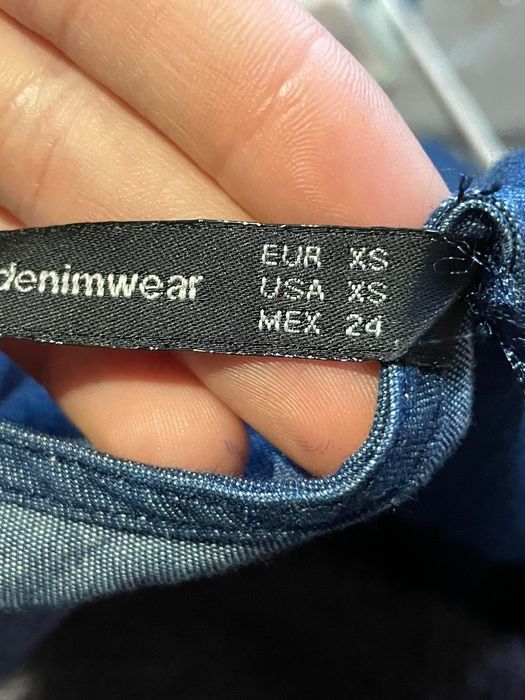 denimwear
EUR XS
USA XS
MEX 24